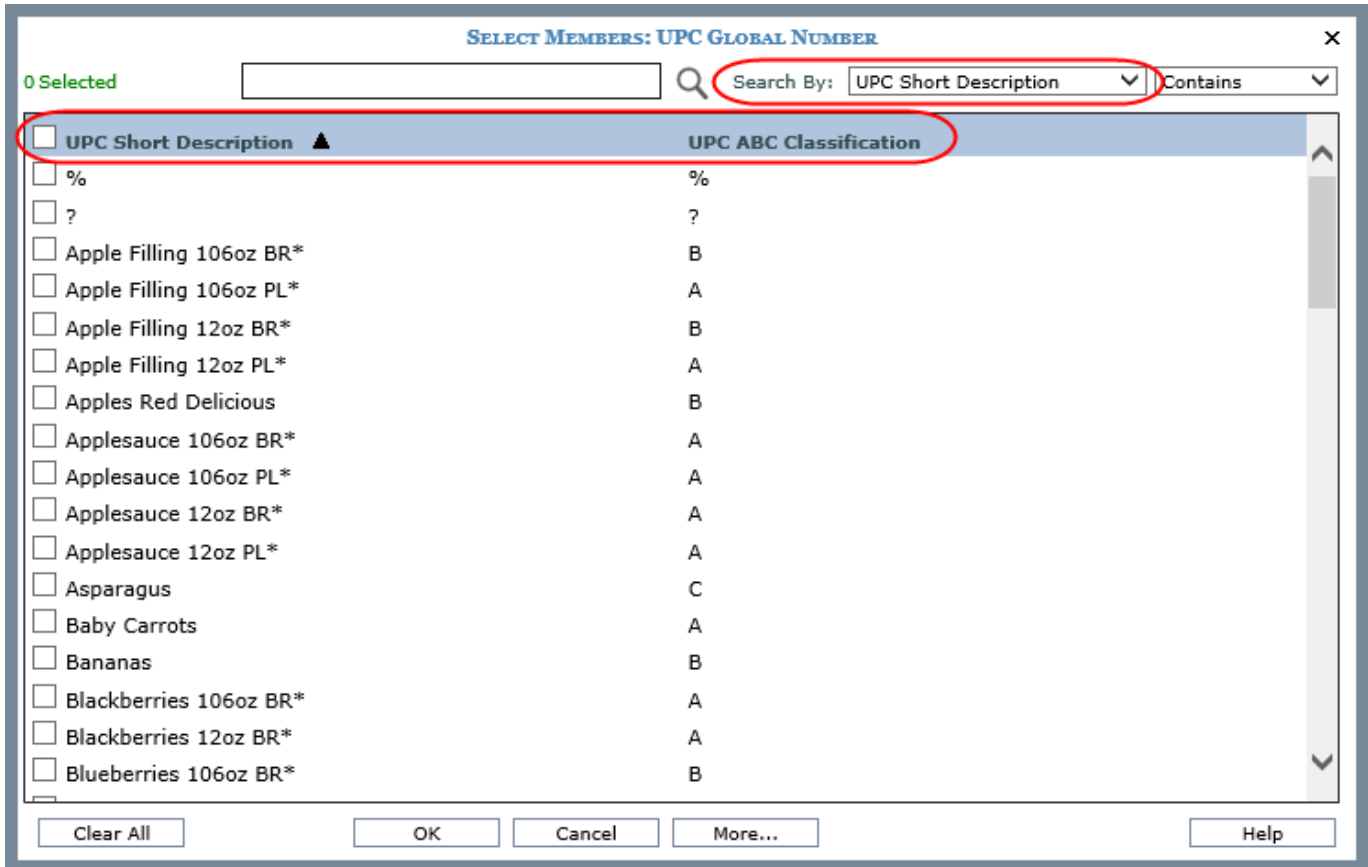 SELECT MEMBERS: UPC GLOBAL NUMBER
0 Selected Search By: UPC Short Description Contains
UPC Short Description ▲ UPC ABC Classification
% %
? ?
Apple Filling 106oz BR* B
Apple Filling 106oz PL* A
Apple Filling 12oz BR* B
Apple Filling 12oz PL* A
Apples Red Delicious B
Applesauce 106oz BR* A
Applesauce 106oz PL* A
Applesauce 12oz BR* A
Applesauce 12oz PL* A
Asparagus C
Baby Carrots A
Bananas B
Blackberries 106oz BR* A
Blackberries 12oz BR* A
Blueberries 106oz BR* B
Clear All OK Cancel More... Help